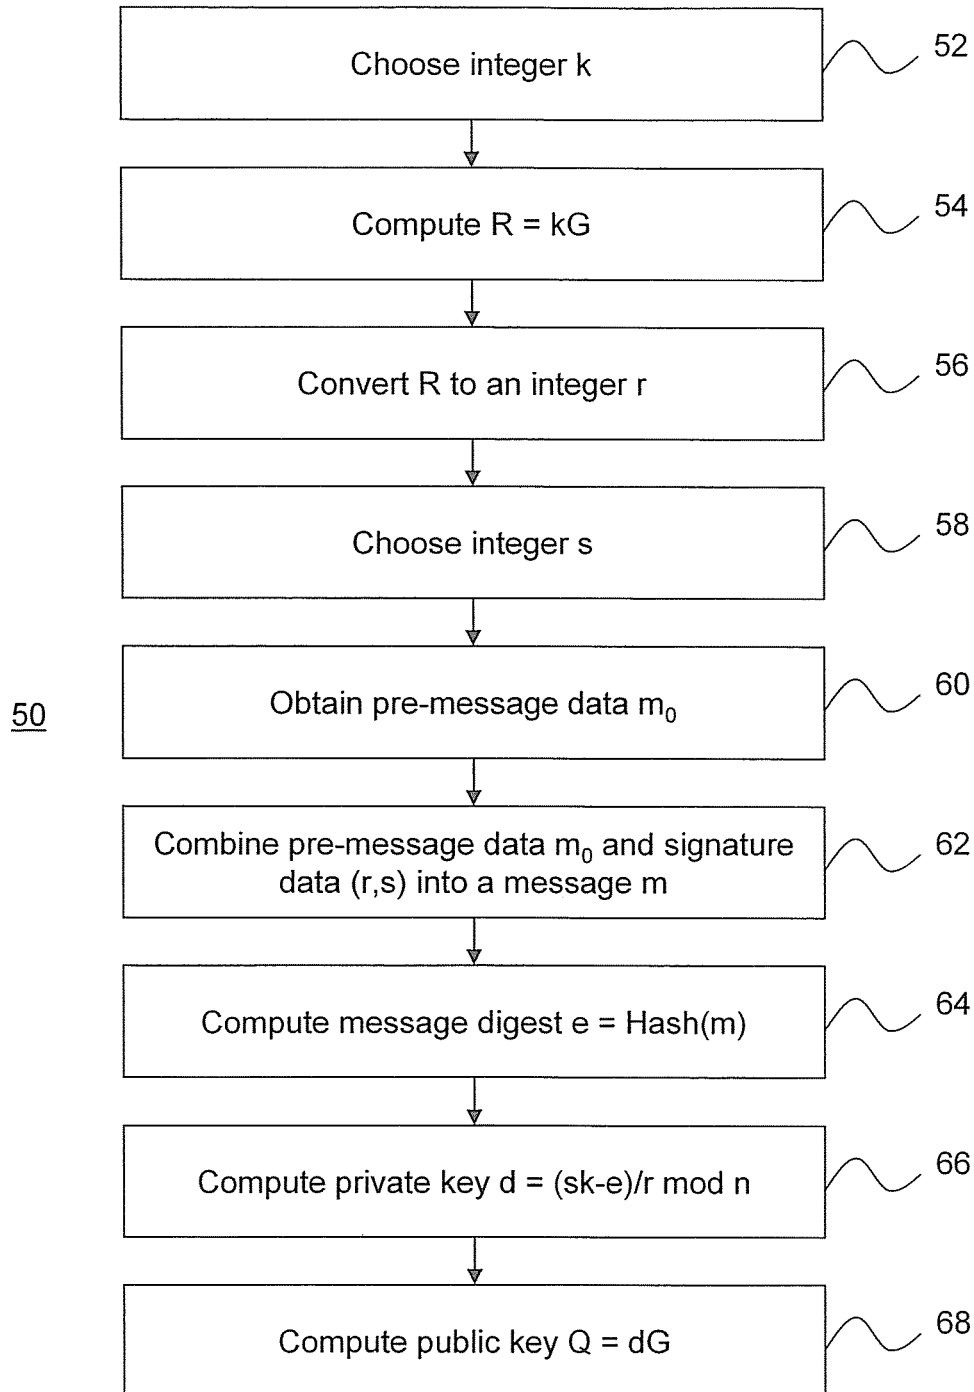 Choose integer k
52
Compute R = kG
54
Convert R to an integer r
56
Choose integer s
58
Obtain pre-message data m₀
60
50
Combine pre-message data m₀ and signature
data (r,s) into a message m
62
Compute message digest e = Hash(m)
64
Compute private key d = (sk-e)/r mod n
66
Compute public key Q = dG
68